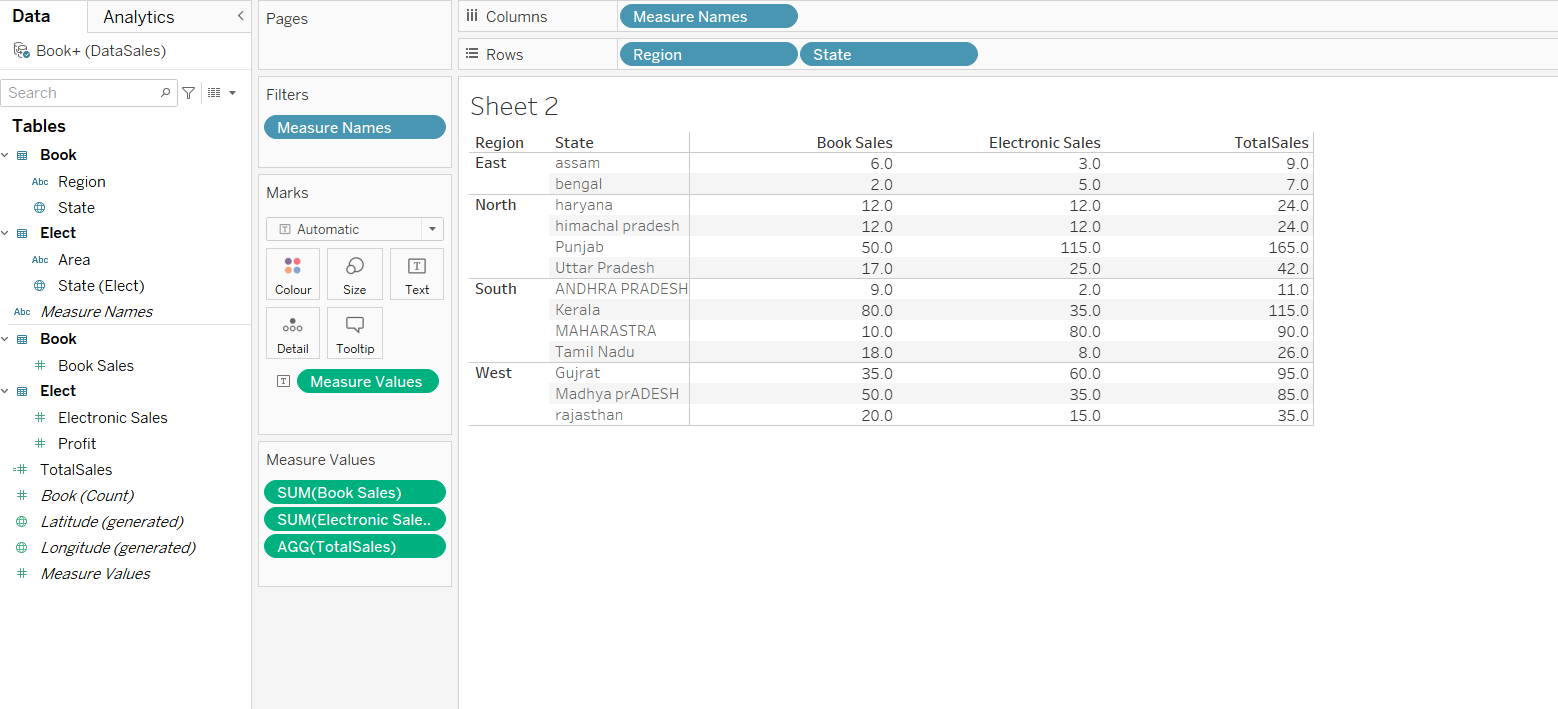 Data
Analytics
Book+ (DataSales)
Search
Tables
Book
Abc Region
State
Elect
Abc Area
State (Elect)
Abc Measure Names
Book
Book Sales
Elect
Electronic Sales
Profit
TotalSales
Book (Count)
Latitude (generated)
Longitude (generated)
Measure Values
Pages
Filters
Measure Names
Marks
T Automatic
Colour Size Text
Detail Tooltip
T Measure Values
Measure Values
SUM(Book Sales)
SUM(Electronic Sale..
AGG(TotalSales)
Columns Measure Names
Rows Region State
Sheet 2
Region State Book Sales Electronic Sales TotalSales
East assam 6.0 3.0 9.0
bengal 2.0 5.0 7.0
North haryana 12.0 12.0 24.0
himachal pradesh 12.0 12.0 24.0
Punjab 50.0 115.0 165.0
Uttar Pradesh 17.0 25.0 42.0
South ANDHRA PRADESH 9.0 2.0 11.0
Kerala 80.0 35.0 115.0
MAHARASTRA 10.0 80.0 90.0
Tamil Nadu 18.0 8.0 26.0
West Gujrat 35.0 60.0 95.0
Madhya prADESH 50.0 35.0 85.0
rajasthan 20.0 15.0 35.0